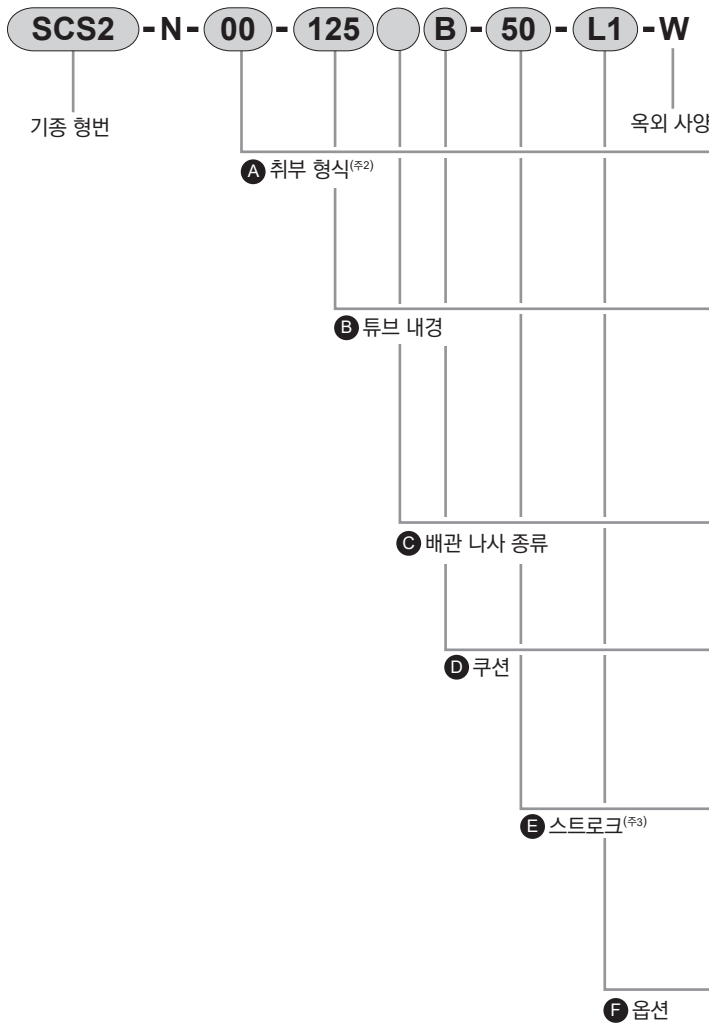 SCS2-N-00-125 B-50-L1-W
기종 형번
옥외 사양
A 취부 형식(주2)
B 튜브 내경
C 배관 나사 종류
D 쿠션
E 스트로크(주3)
F 옵션